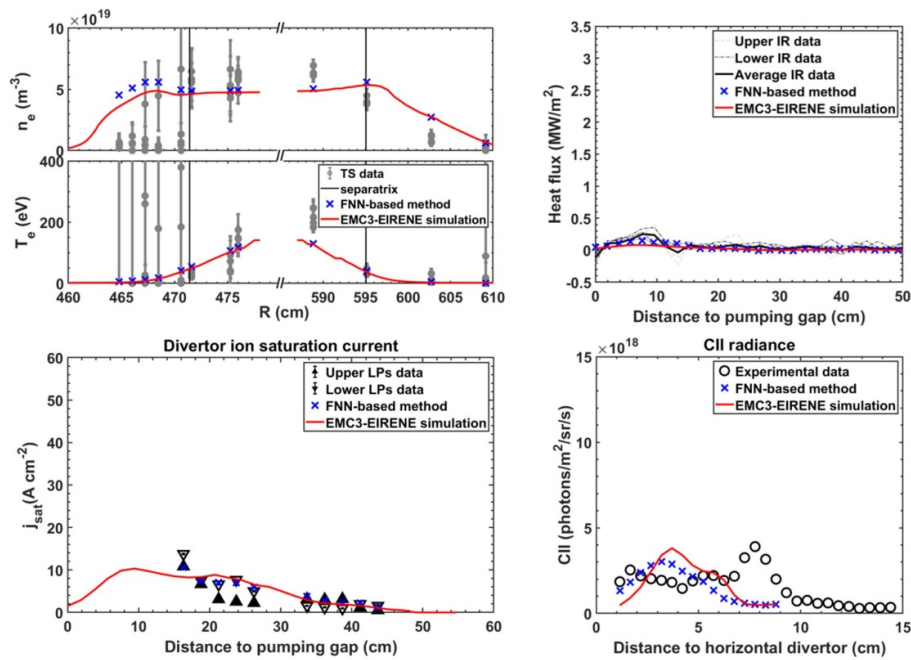 ×10^19
10
5
0
n_e (m^-3)
400
200
0
T_e (eV)
TS data
separatrix
FNN-based method
EMC3-EIRENE simulation
460 465 470 475 590 595 600 605 610
R (cm)
3.5
3
2.5
2
1.5
1
0.5
0
-0.5
Heat flux (MW/m^2)
Upper IR data
Lower IR data
Average IR data
FNN-based method
EMC3-EIRENE simulation
0 10 20 30 40 50
Distance to pumping gap (cm)
Divertor ion saturation current
60
50
40
30
20
10
0
j_sat(A cm^-2)
Upper LPs data
Lower LPs data
FNN-based method
EMC3-EIRENE simulation
0 10 20 30 40 50 60
Distance to pumping gap (cm)
CII radiance
×10^18
15
10
5
0
CII (photons/m^2/sr/s)
Experimental data
FNN-based method
EMC3-EIRENE simulation
0 5 10 15
Distance to horizontal divertor (cm)